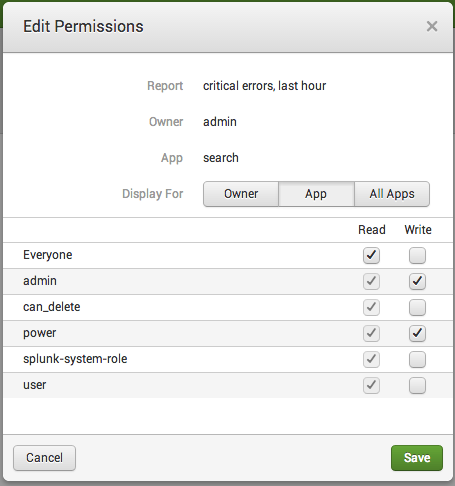 Edit Permissions
Report critical errors, last hour
Owner admin
App search
Display For Owner App All Apps
Read Write
Everyone
admin
can_delete
power
splunk-system-role
user
Cancel Save